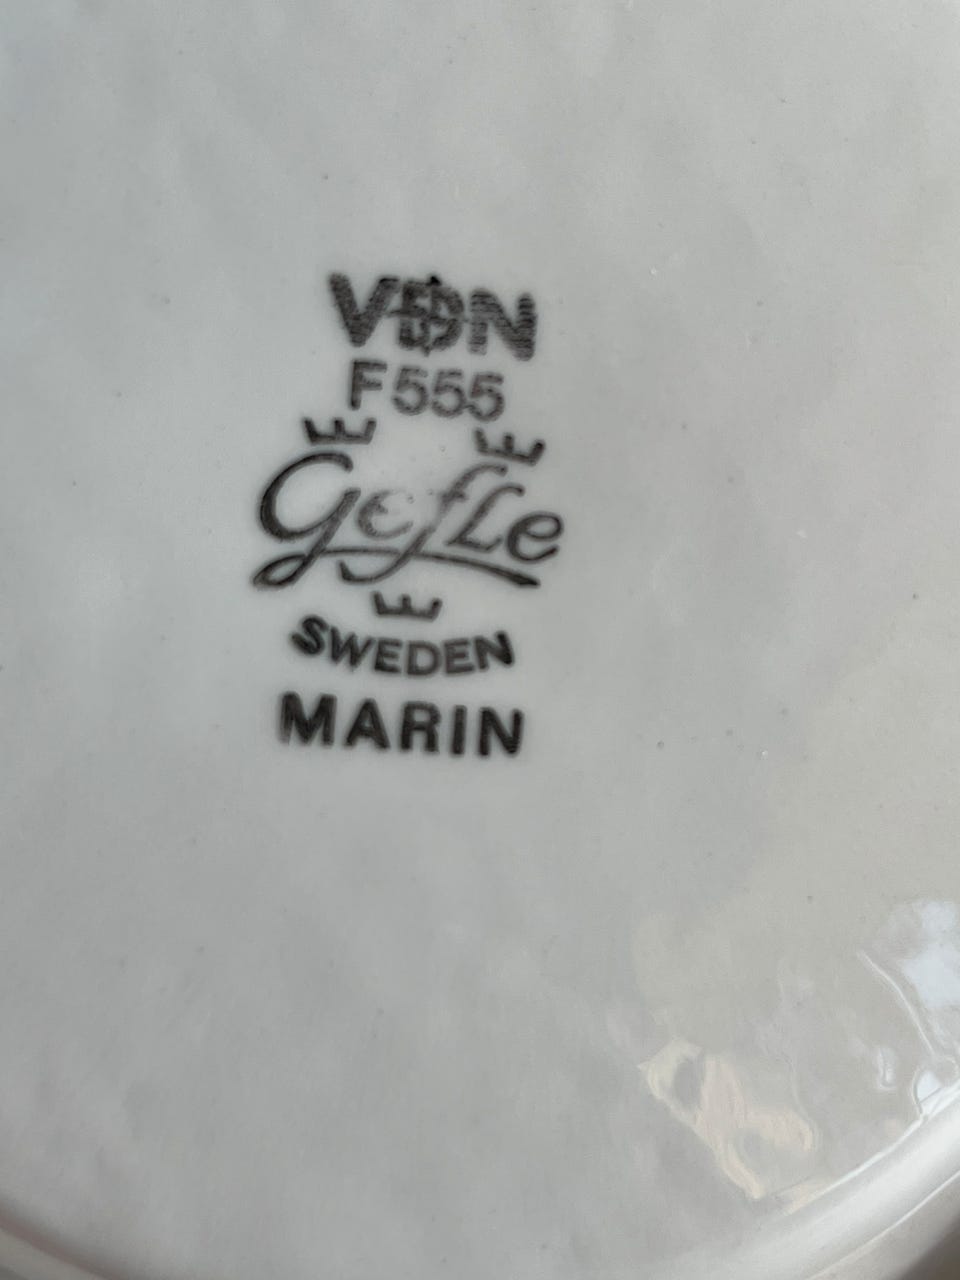 VDN
F555
Gefle
SWEDEN
MARIN